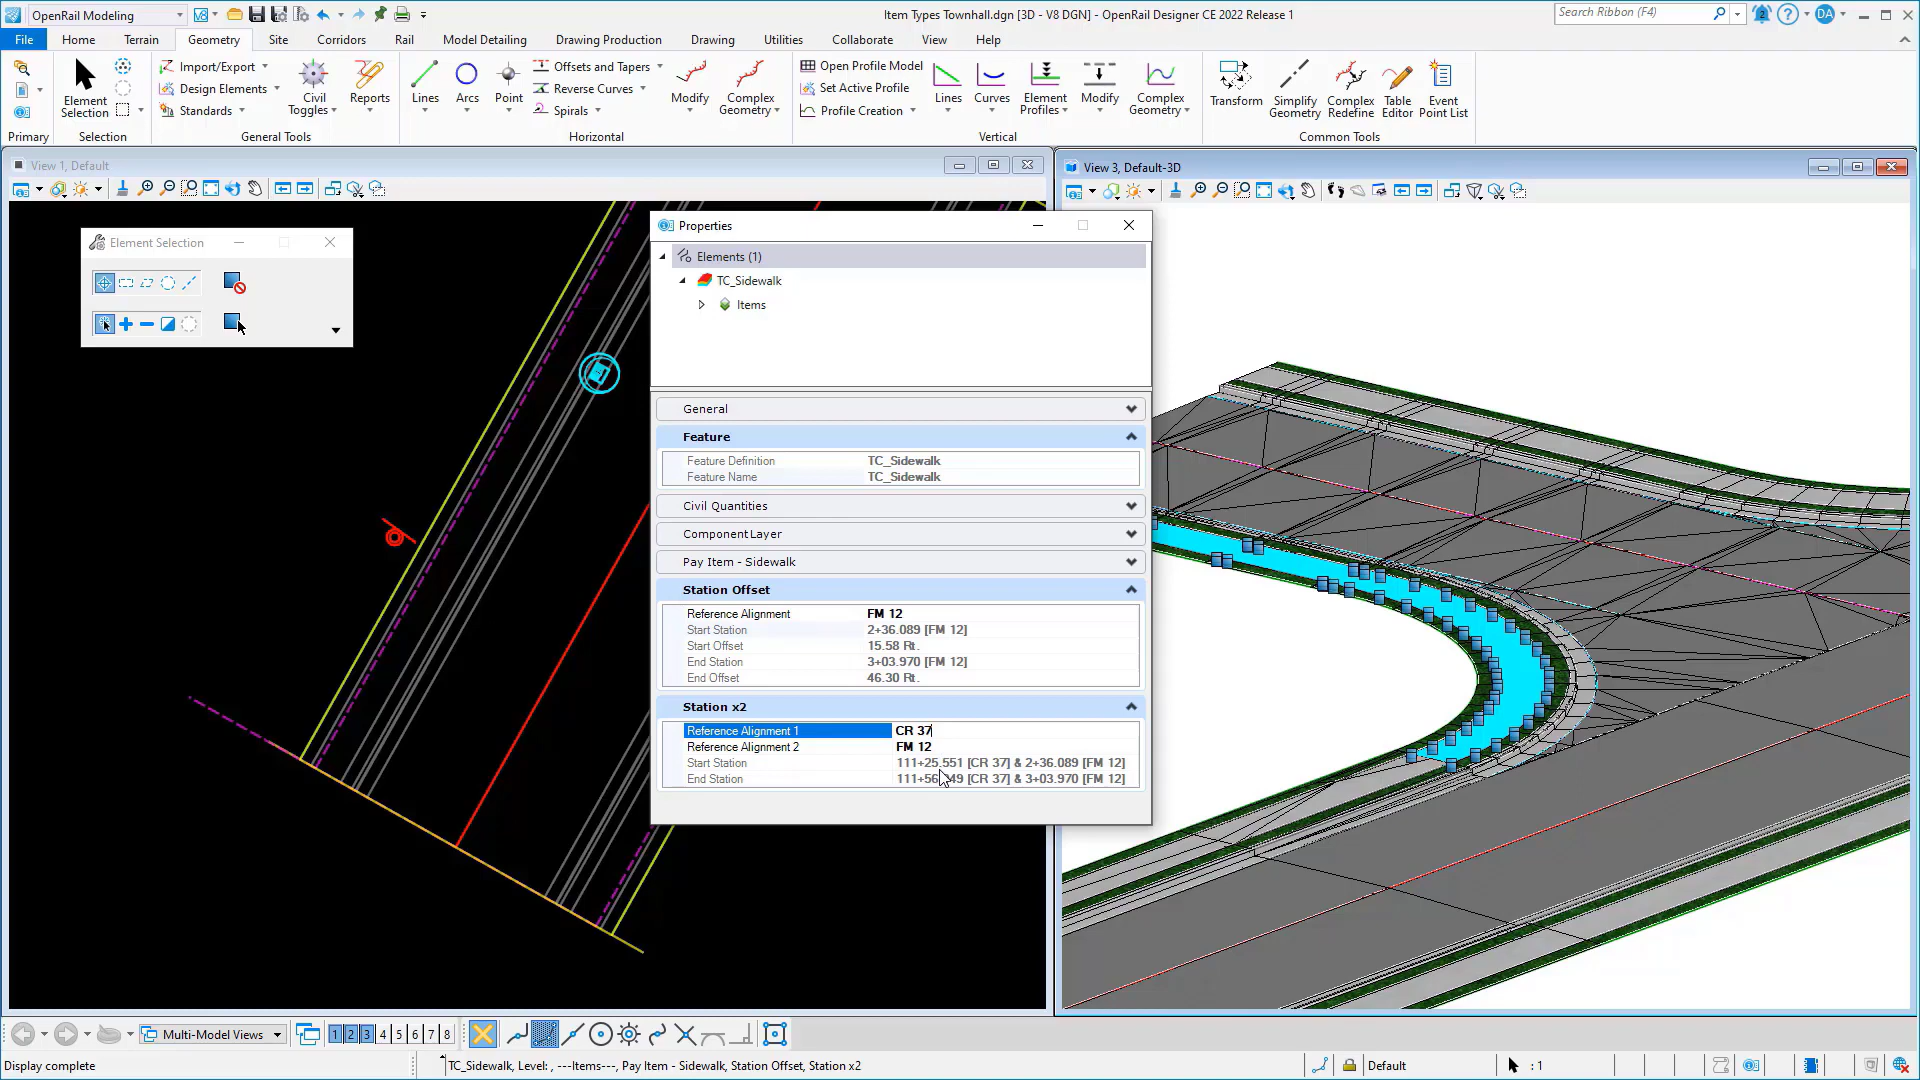 OpenRail Modeling
Item Types Townhall.dgn [3D - V8 DGN] - OpenRail Designer CE 2022 Release 1
Search Ribbon (F4)
2
DA
File Home Terrain Geometry Site Corridors Rail Model Detailing Drawing Production Drawing Utilities Collaborate View Help
Element Selection
Primary
Selection
Import/Export
Design Elements
Standards
Civil Toggles
Reports
General Tools
Lines
Arcs
Point
Offsets and Tapers
Reverse Curves
Spirals
Modify
Complex Geometry
Horizontal
Open Profile Model
Set Active Profile
Profile Creation
Lines
Curves
Element Profiles
Modify
Complex Geometry
Vertical
Transform
Simplify Geometry
Complex Redefine
Table Editor
Event Point List
Common Tools
View 1, Default
View 3, Default-3D
Element Selection
Properties
Elements (1)
TC_Sidewalk
Items
General
Feature
Feature Definition TC_Sidewalk
Feature Name TC_Sidewalk
Civil Quantities
ComponentLayer
Pay Item - Sidewalk
Station Offset
Reference Alignment FM 12
Start Station 2+36.089 [FM 12]
Start Offset 15.58 Rt.
End Station 3+03.970 [FM 12]
End Offset 46.30 Rt.
Station x2
Reference Alignment 1 CR 37
Reference Alignment 2 FM 12
Start Station 111+25.551 [CR 37] & 2+36.089 [FM 12]
End Station [CR 37] & 3+03.970 [FM 12]
Multi-Model Views
1 2 3 4 5 6 7 8
Display complete
TC_Sidewalk, Level: , ---Items---, Pay Item - Sidewalk, Station Offset, Station x2
Default
: 1